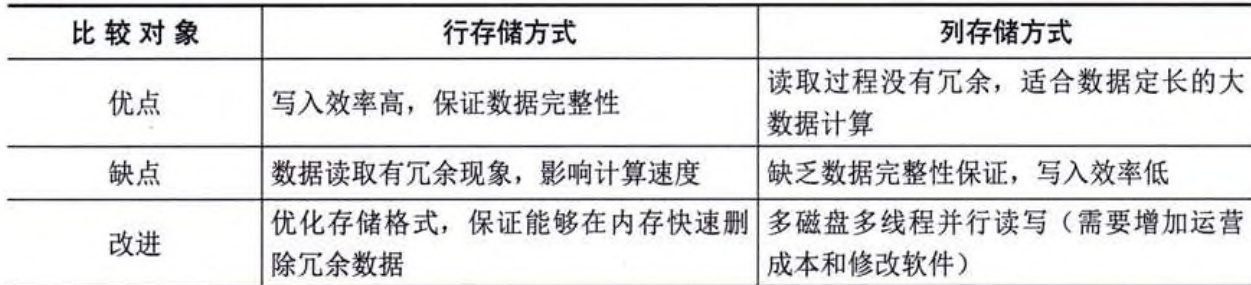 比较对象 行存储方式 列存储方式
优点 写入效率高，保证数据完整性 读取过程没有冗余，适合数据定长的大
数据计算
缺点 数据读取有冗余现象，影响计算速度 缺乏数据完整性保证，写入效率低
改进 优化存储格式，保证能够在内存快速删
除冗余数据
多磁盘多线程并行读写（需要增加运营
成本和修改软件）